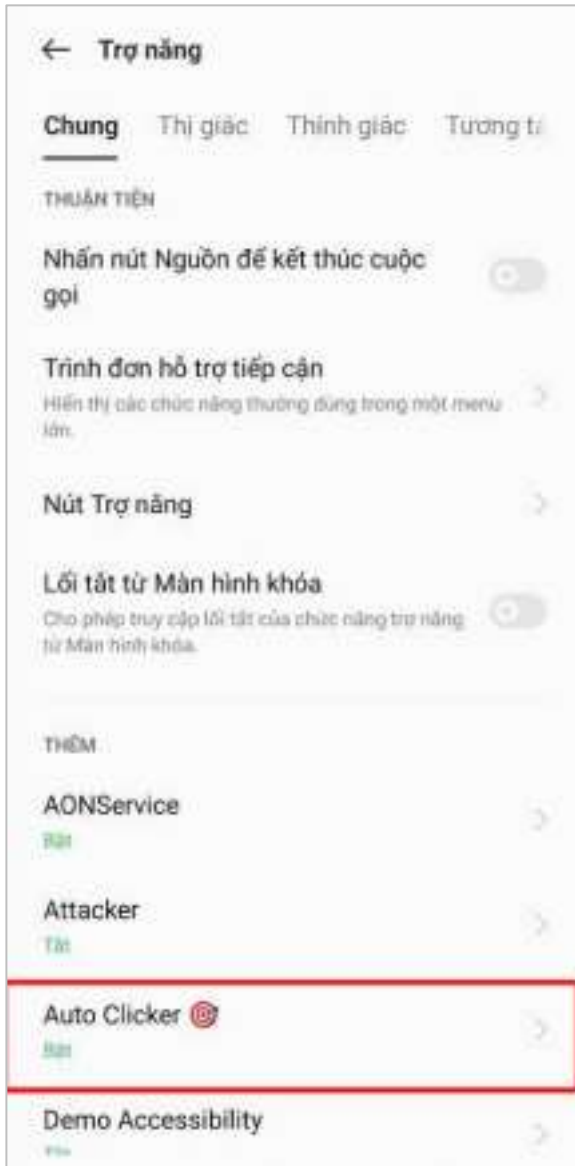 Trợ năng
Chung Thị giác Thính giác Tương tá
THUẬN TIỆN
Nhấn nút Nguồn để kết thúc cuộc
gọi
Trình đơn hỗ trợ tiếp cận
Hiển thị các chức năng thường dùng trong một menu
lớn.
Nút Trợ năng
Lối tắt từ Màn hình khóa
Cho phép truy cập lối tắt của chức năng trợ năng
từ Màn hình khóa.
THÊM
AONService
Bật
Attacker
Tắt
Auto Clicker
Bật
Demo Accessibility